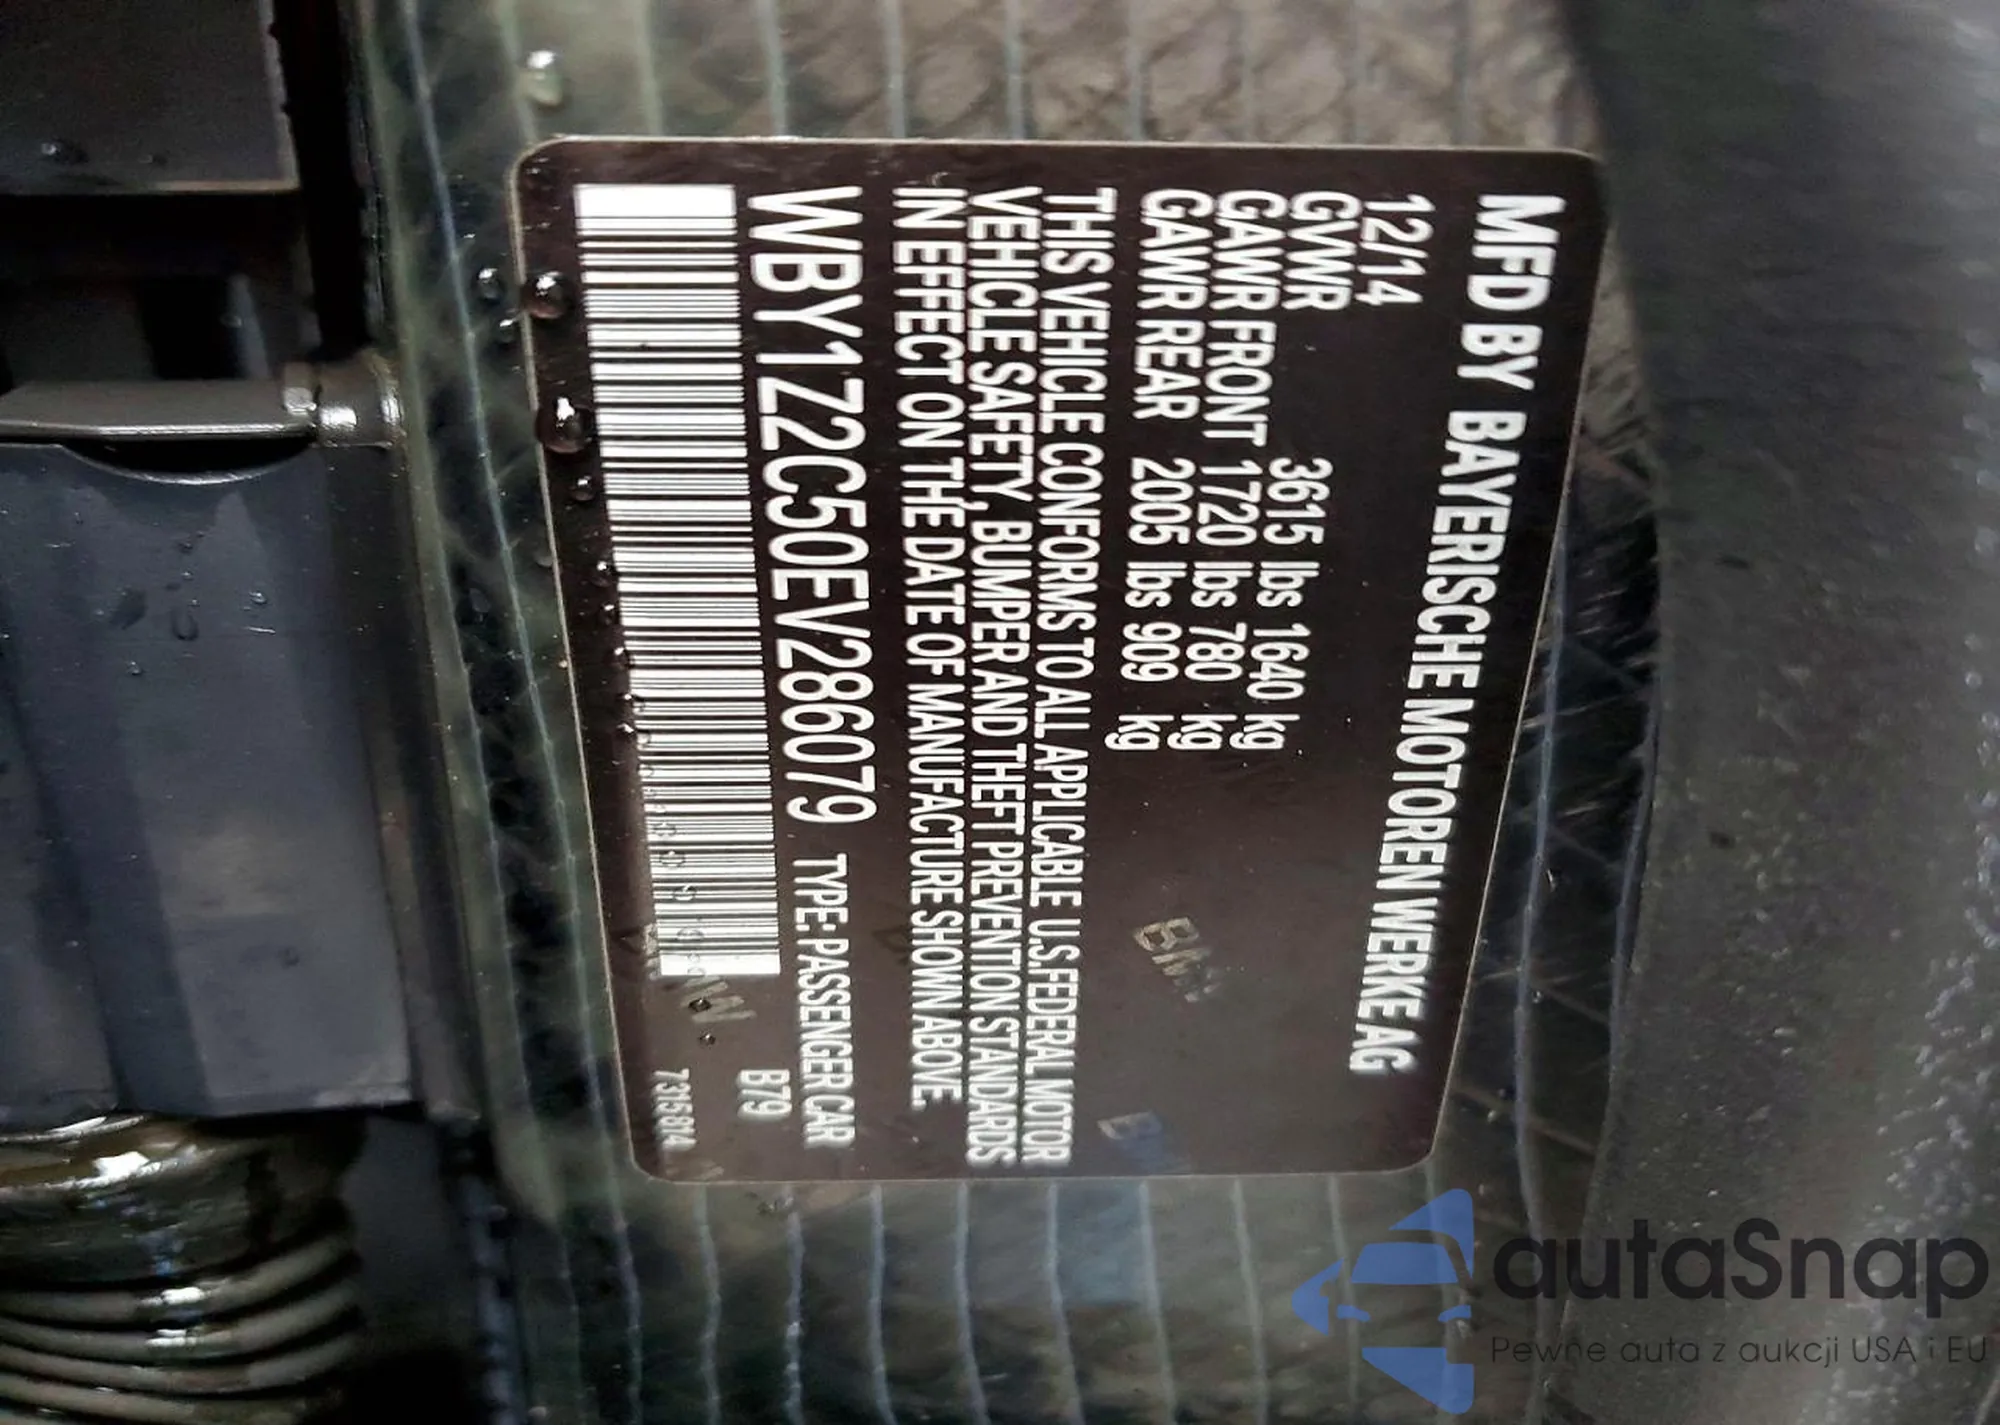 MFD BY BAYERISCHE MOTOREN WERKE AG
12/14
GVWR 3615 lbs 1640 kg
GAWR FRONT 1720 lbs 780 kg
GAWR REAR 2005 lbs 909 kg
THIS VEHICLE CONFORMS TO ALL APPLICABLE U.S.FEDERAL MOTOR
VEHICLE SAFETY, BUMPER AND THEFT PREVENTION STANDARDS
IN EFFECT ON THE DATE OF MANUFACTURE SHOWN ABOVE.
WBY1Z2C50EV286079 TYPE: PASSENGER CAR
B79
7315814
BMW
autaSnap
Pewne auta z aukcji USA i EU